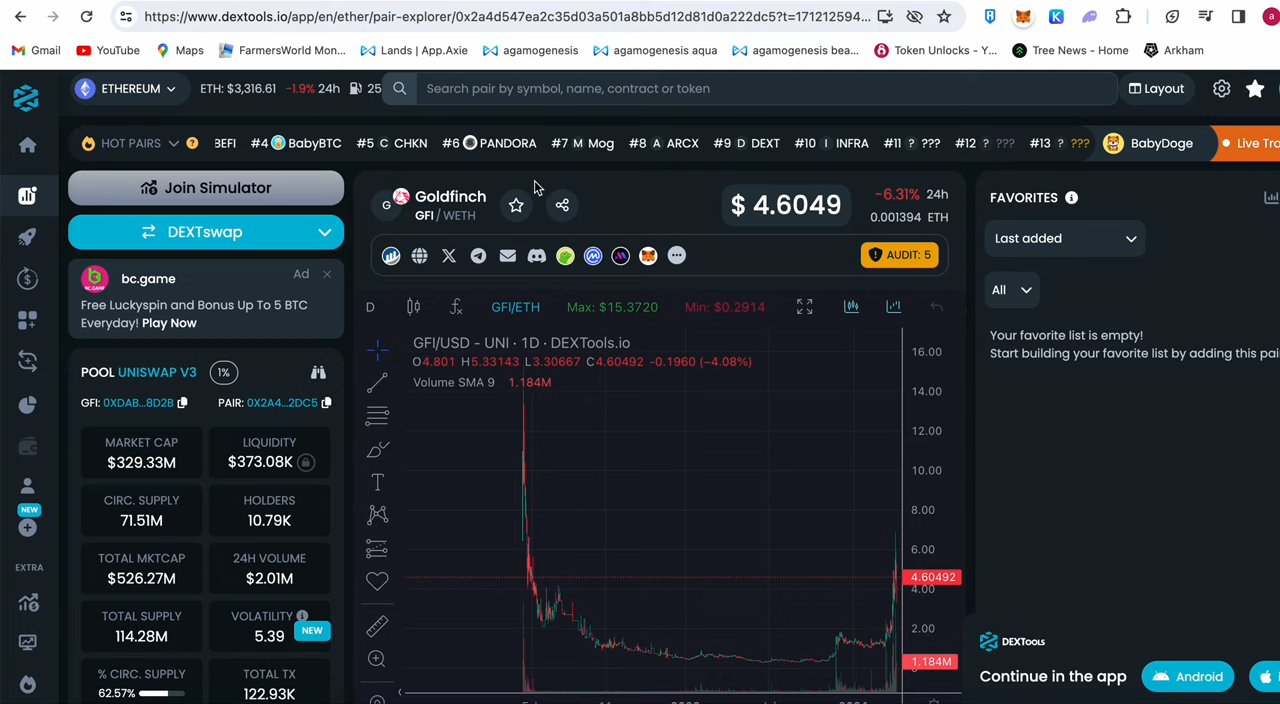 https://www.dextools.io/app/en/ether/pair-explorer/0x2a4d547ea2c35d03a501a8bb5d12d81d0a222dc5?t=171212594...
Gmail YouTube Maps FarmersWorld Mon... Lands | App.Axie agamogenesis agamogenesis aqua agamogenesis bea... Token Unlocks - Y... Tree News - Home Arkham
ETHEREUM ETH: $3,316.61 -1.9% 24h 25 Search pair by symbol, name, contract or token Layout
HOT PAIRS ? BEFI #4 BabyBTC #5 C CHKN #6 PANDORA #7 M Mog #8 A ARCX #9 D DEXT #10 I INFRA #11 ? ??? #12 ? ??? #13 ? ??? BabyDoge Live Tra
Join Simulator
DEXTswap
bc.game Ad
Free Luckyspin and Bonus Up To 5 BTC
Everyday! Play Now
POOL UNISWAP V3 1%
GFI: 0XDAB...8D2B PAIR: 0X2A4...2DC5
MARKET CAP LIQUIDITY
$329.33M $373.08K
CIRC. SUPPLY HOLDERS
71.51M 10.79K
TOTAL MKTCAP 24H VOLUME
$526.27M $2.01M
TOTAL SUPPLY VOLATILITY
114.28M 5.39 NEW
% CIRC. SUPPLY TOTAL TX
62.57% 122.93K
NEW
EXTRA
G Goldfinch
GFI / WETH
$ 4.6049
-6.31% 24h
0.001394 ETH
AUDIT: 5
D GFI/ETH Max: $15.3720 Min: $0.2914
GFI/USD - UNI · 1D · DEXTools.io
O4.801 H5.33143 L3.30667 C4.60492 -0.1960 (-4.08%)
Volume SMA 9 1.184M
16.00
14.00
12.00
10.00
8.00
6.00
4.60492
4.00
2.00
1.184M
FAVORITES
Last added
All
Your favorite list is empty!
Start building your favorite list by adding this pai
DEXTools
Continue in the app Android